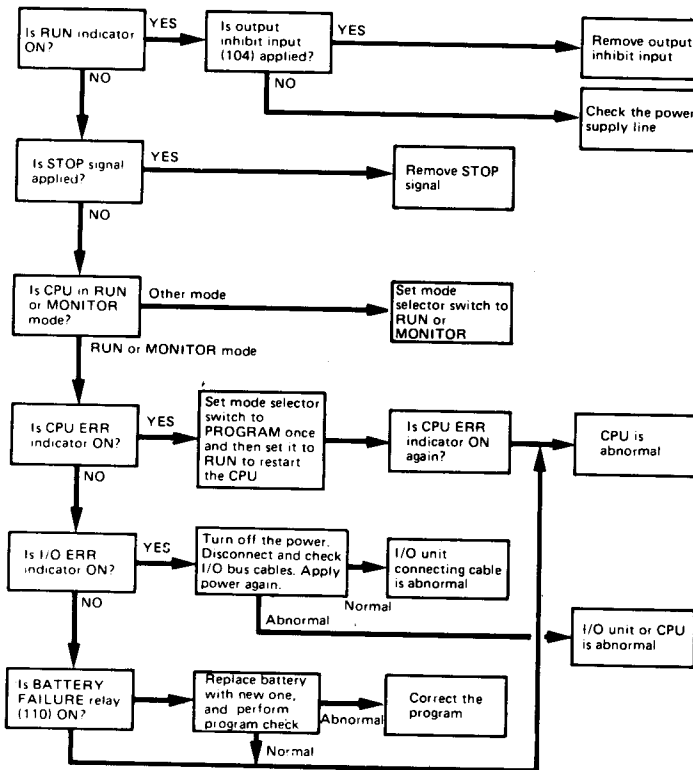 Is RUN indicator
ON?
YES
NO
Is output
inhibit input
(104) applied?
YES
NO
Remove output
inhibit input
Check the power
supply line
Is STOP signal
applied?
YES
NO
Remove STOP
signal
Is CPU in RUN
or MONITOR
mode?
Other mode
RUN or MONITOR mode
Set mode
selector
switch to
RUN or
MONITOR
Is CPU ERR
indicator ON?
YES
NO
Set mode selector
switch to
PROGRAM once
and then set it to
RUN to restart
the CPU
Is CPU ERR
indicator ON
again?
CPU is
abnormal
Is I/O ERR
indicator ON?
YES
NO
Turn off the power.
Disconnect and check
I/O bus cables. Apply
power again.
Normal
Abnormal
I/O unit
connecting cable
is abnormal
I/O unit or CPU
is abnormal
Is BATTERY
FAILURE relay
(110) ON?
Replace battery
with new one,
and perform
program check
Abnormal
Normal
Correct the
program